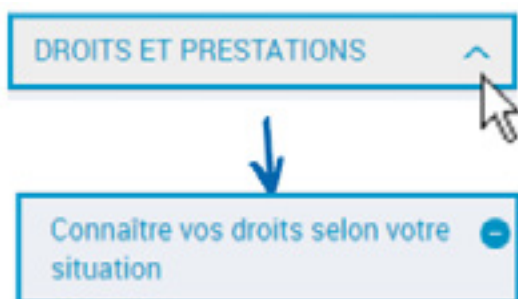 DROITS ET PRESTATIONS
Connaître vos droits selon votre
situation